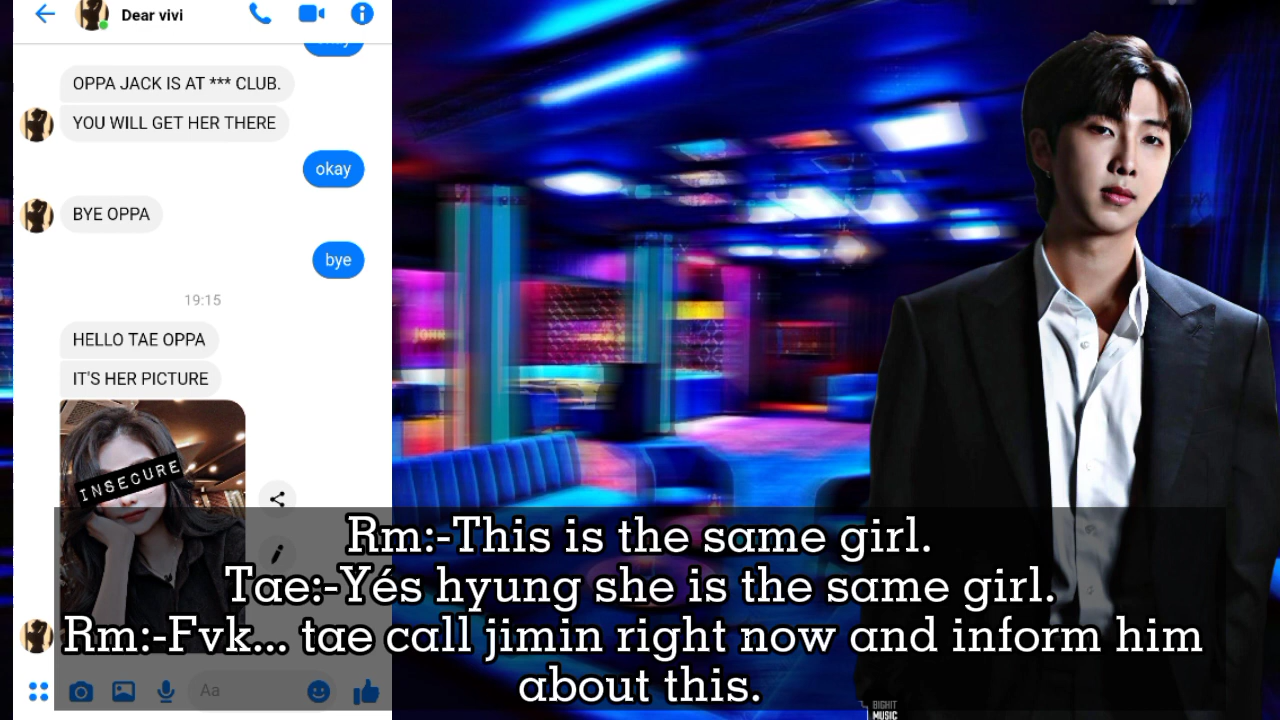 Dear vivi
okay
OPPA JACK IS AT *** CLUB.
YOU WILL GET HER THERE
okay
BYE OPPA
bye
19:15
HELLO TAE OPPA
IT'S HER PICTURE
INSECURE
Aa
Rm:-This is the same girl.
Tae:-Yés hyung she is the same girl.
Rm:-Fvk... tae call jimin right now and inform him
about this.
BIGHIT
MUSIC